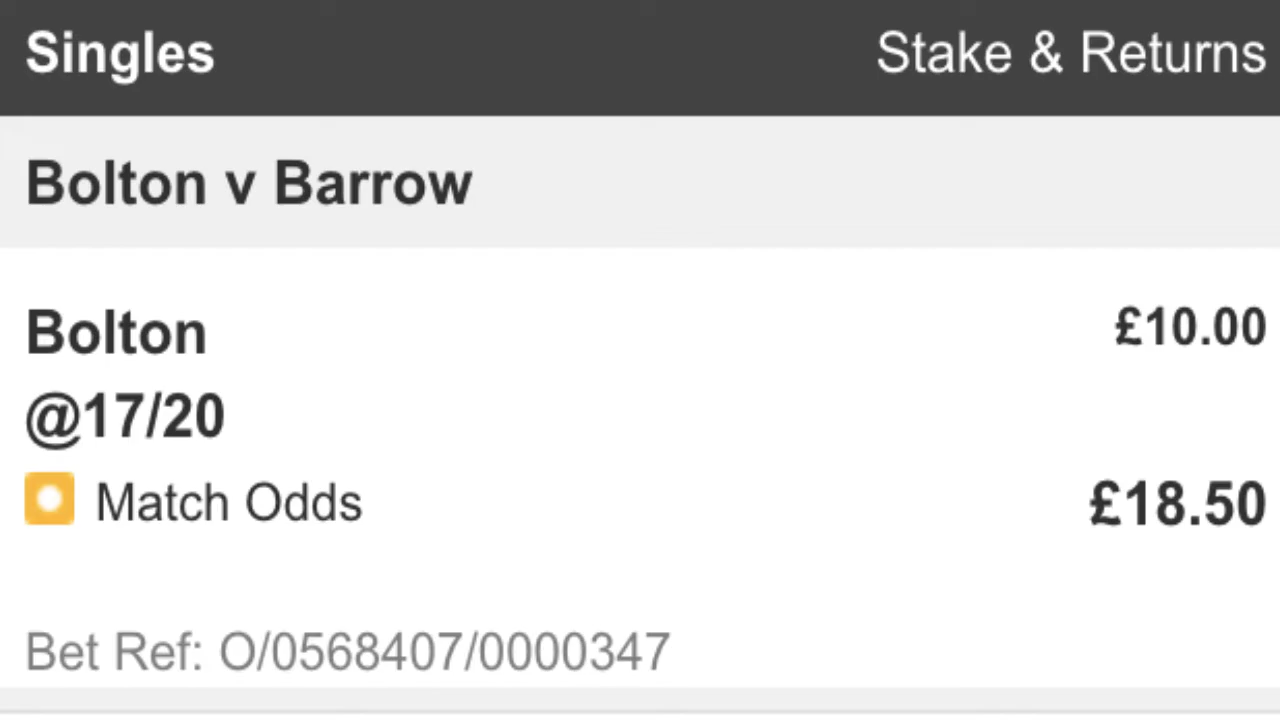 Singles Stake & Returns
Bolton v Barrow
Bolton £10.00
@17/20
Match Odds £18.50
Bet Ref: O/0568407/0000347